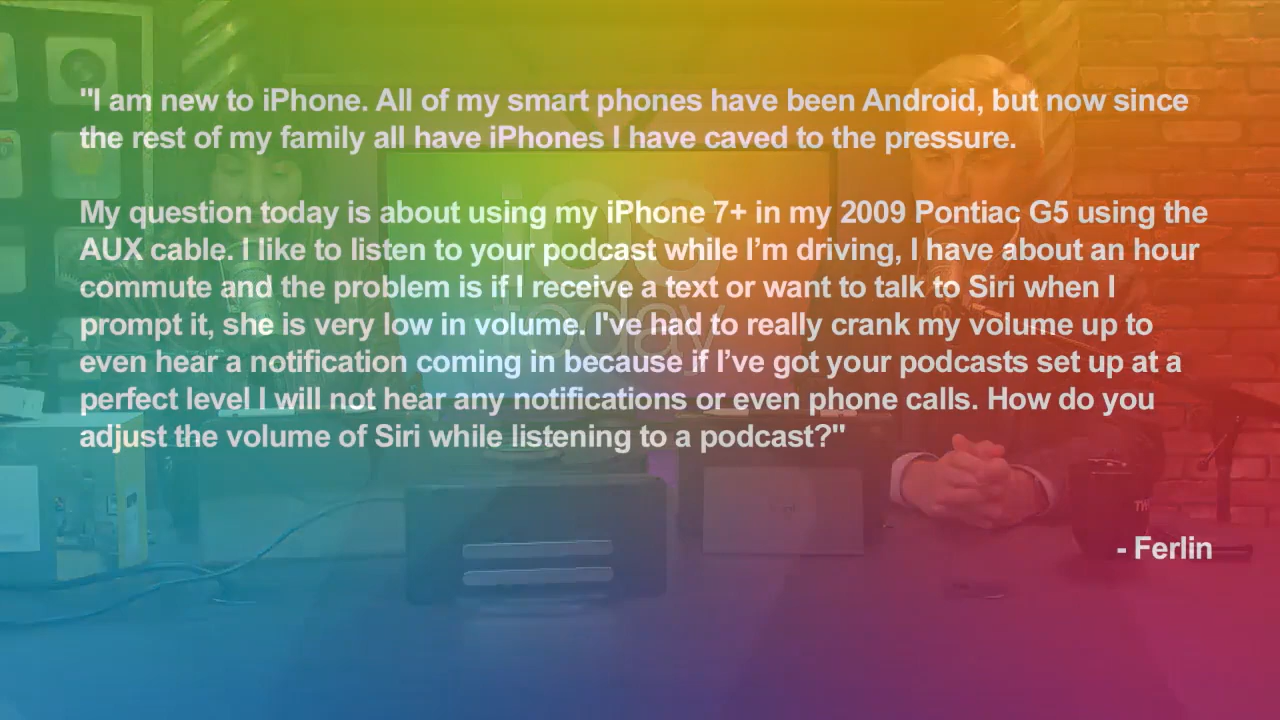 "I am new to iPhone. All of my smart phones have been Android, but now since
the rest of my family all have iPhones I have caved to the pressure.
My question today is about using my iPhone 7+ in my 2009 Pontiac G5 using the
AUX cable. I like to listen to your podcast while I’m driving, I have about an hour
commute and the problem is if I receive a text or want to talk to Siri when I
prompt it, she is very low in volume. I've had to really crank my volume up to
even hear a notification coming in because if I’ve got your podcasts set up at a
perfect level I will not hear any notifications or even phone calls. How do you
adjust the volume of Siri while listening to a podcast?"
- Ferlin
iOS
Today